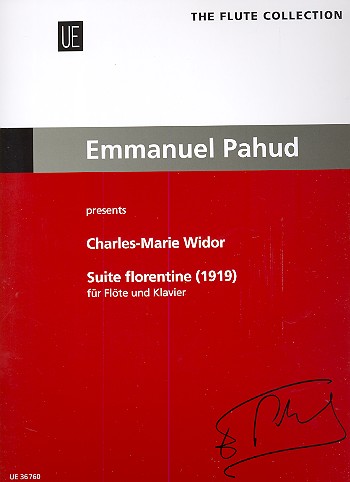 UE
THE FLUTE COLLECTION
Emmanuel Pahud
presents
Charles-Marie Widor
Suite florentine (1919)
für Flöte und Klavier
UE 36760